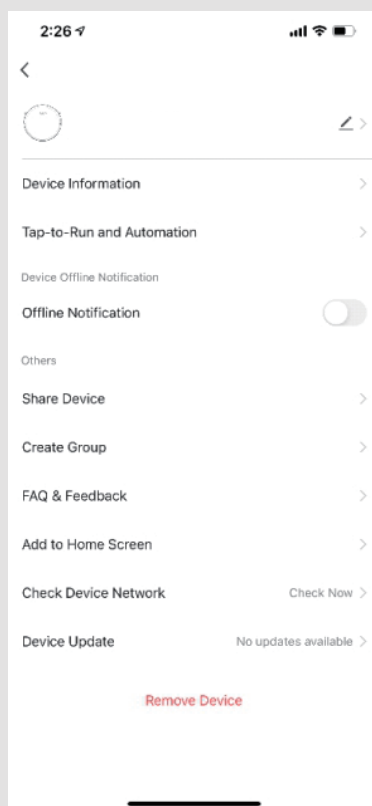 2:26
Device Information
Tap-to-Run and Automation
Device Offline Notification
Offline Notification
Others
Share Device
Create Group
FAQ & Feedback
Add to Home Screen
Check Device Network Check Now
Device Update No updates available
Remove Device